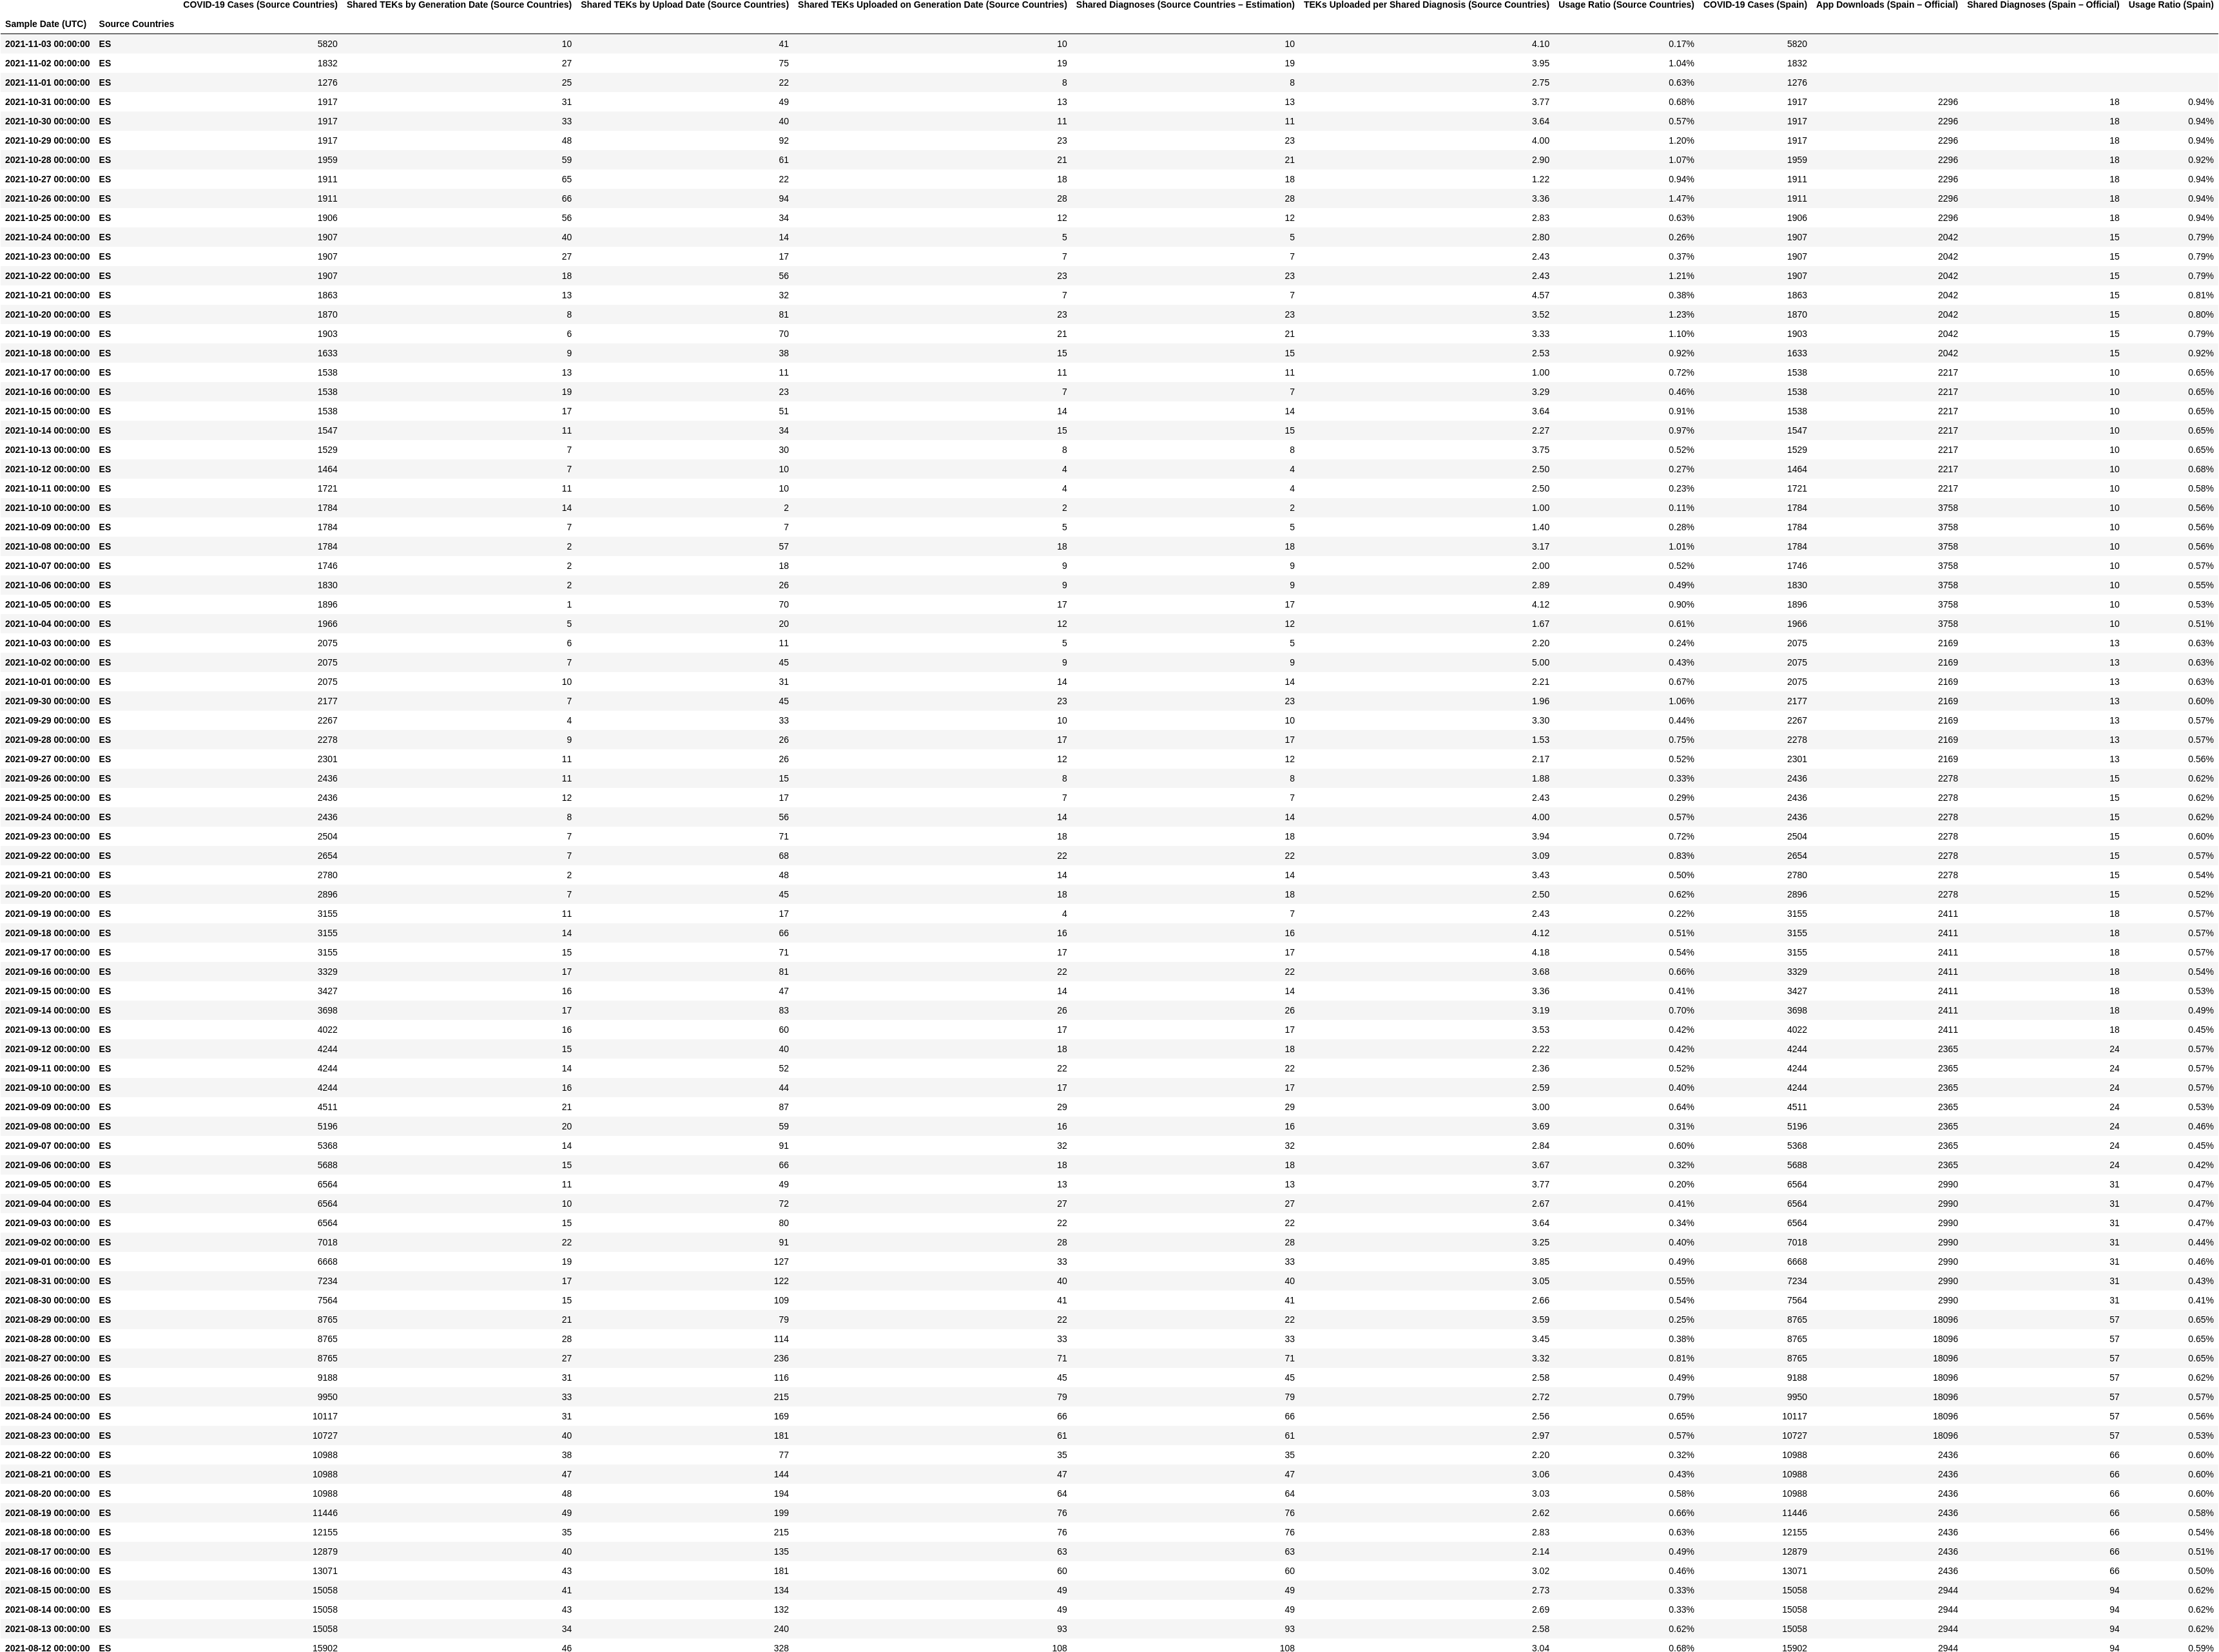 COVID-19 Cases (Source Countries) Shared TEKs by Generation Date (Source Countries) Shared TEKs by Upload Date (Source Countries) Shared TEKs Uploaded on Generation Date (Source Countries) Shared Diagnoses (Source Countries – Estimation) TEKs Uploaded per Shared Diagnosis (Source Countries) Usage Ratio (Source Countries) COVID-19 Cases (Spain) App Downloads (Spain – Official) Shared Diagnoses (Spain – Official) Usage Ratio (Spain)
Sample Date (UTC) Source Countries
2021-11-03 00:00:00 ES 5820 10 41 10 10 4.10 0.17% 5820
2021-11-02 00:00:00 ES 1832 27 75 19 19 3.95 1.04% 1832
2021-11-01 00:00:00 ES 1276 25 22 8 8 2.75 0.63% 1276
2021-10-31 00:00:00 ES 1917 31 49 13 13 3.77 0.68% 1917 2296 18 0.94%
2021-10-30 00:00:00 ES 1917 33 40 11 11 3.64 0.57% 1917 2296 18 0.94%
2021-10-29 00:00:00 ES 1917 48 92 23 23 4.00 1.20% 1917 2296 18 0.94%
2021-10-28 00:00:00 ES 1959 59 61 21 21 2.90 1.07% 1959 2296 18 0.92%
2021-10-27 00:00:00 ES 1911 65 22 18 18 1.22 0.94% 1911 2296 18 0.94%
2021-10-26 00:00:00 ES 1911 66 94 28 28 3.36 1.47% 1911 2296 18 0.94%
2021-10-25 00:00:00 ES 1906 56 34 12 12 2.83 0.63% 1906 2296 18 0.94%
2021-10-24 00:00:00 ES 1907 40 14 5 5 2.80 0.26% 1907 2042 15 0.79%
2021-10-23 00:00:00 ES 1907 27 17 7 7 2.43 0.37% 1907 2042 15 0.79%
2021-10-22 00:00:00 ES 1907 18 56 23 23 2.43 1.21% 1907 2042 15 0.79%
2021-10-21 00:00:00 ES 1863 13 32 7 7 4.57 0.38% 1863 2042 15 0.81%
2021-10-20 00:00:00 ES 1870 8 81 23 23 3.52 1.23% 1870 2042 15 0.80%
2021-10-19 00:00:00 ES 1903 6 70 21 21 3.33 1.10% 1903 2042 15 0.79%
2021-10-18 00:00:00 ES 1633 9 38 15 15 2.53 0.92% 1633 2042 15 0.92%
2021-10-17 00:00:00 ES 1538 13 11 11 11 1.00 0.72% 1538 2217 10 0.65%
2021-10-16 00:00:00 ES 1538 19 23 7 7 3.29 0.46% 1538 2217 10 0.65%
2021-10-15 00:00:00 ES 1538 17 51 14 14 3.64 0.91% 1538 2217 10 0.65%
2021-10-14 00:00:00 ES 1547 11 34 15 15 2.27 0.97% 1547 2217 10 0.65%
2021-10-13 00:00:00 ES 1529 7 30 8 8 3.75 0.52% 1529 2217 10 0.65%
2021-10-12 00:00:00 ES 1464 7 10 4 4 2.50 0.27% 1464 2217 10 0.68%
2021-10-11 00:00:00 ES 1721 11 10 4 4 2.50 0.23% 1721 2217 10 0.58%
2021-10-10 00:00:00 ES 1784 14 2 2 2 1.00 0.11% 1784 3758 10 0.56%
2021-10-09 00:00:00 ES 1784 7 7 5 5 1.40 0.28% 1784 3758 10 0.56%
2021-10-08 00:00:00 ES 1784 2 57 18 18 3.17 1.01% 1784 3758 10 0.56%
2021-10-07 00:00:00 ES 1746 2 18 9 9 2.00 0.52% 1746 3758 10 0.57%
2021-10-06 00:00:00 ES 1830 2 26 9 9 2.89 0.49% 1830 3758 10 0.55%
2021-10-05 00:00:00 ES 1896 1 70 17 17 4.12 0.90% 1896 3758 10 0.53%
2021-10-04 00:00:00 ES 1966 5 20 12 12 1.67 0.61% 1966 3758 10 0.51%
2021-10-03 00:00:00 ES 2075 6 11 5 5 2.20 0.24% 2075 2169 13 0.63%
2021-10-02 00:00:00 ES 2075 7 45 9 9 5.00 0.43% 2075 2169 13 0.63%
2021-10-01 00:00:00 ES 2075 10 31 14 14 2.21 0.67% 2075 2169 13 0.63%
2021-09-30 00:00:00 ES 2177 7 45 23 23 1.96 1.06% 2177 2169 13 0.60%
2021-09-29 00:00:00 ES 2267 4 33 10 10 3.30 0.44% 2267 2169 13 0.57%
2021-09-28 00:00:00 ES 2278 9 26 17 17 1.53 0.75% 2278 2169 13 0.57%
2021-09-27 00:00:00 ES 2301 11 26 12 12 2.17 0.52% 2301 2169 13 0.56%
2021-09-26 00:00:00 ES 2436 11 15 8 8 1.88 0.33% 2436 2278 15 0.62%
2021-09-25 00:00:00 ES 2436 12 17 7 7 2.43 0.29% 2436 2278 15 0.62%
2021-09-24 00:00:00 ES 2436 8 56 14 14 4.00 0.57% 2436 2278 15 0.62%
2021-09-23 00:00:00 ES 2504 7 71 18 18 3.94 0.72% 2504 2278 15 0.60%
2021-09-22 00:00:00 ES 2654 7 68 22 22 3.09 0.83% 2654 2278 15 0.57%
2021-09-21 00:00:00 ES 2780 2 48 14 14 3.43 0.50% 2780 2278 15 0.54%
2021-09-20 00:00:00 ES 2896 7 45 18 18 2.50 0.62% 2896 2278 15 0.52%
2021-09-19 00:00:00 ES 3155 11 17 4 7 2.43 0.22% 3155 2411 18 0.57%
2021-09-18 00:00:00 ES 3155 14 66 16 16 4.12 0.51% 3155 2411 18 0.57%
2021-09-17 00:00:00 ES 3155 15 71 17 17 4.18 0.54% 3155 2411 18 0.57%
2021-09-16 00:00:00 ES 3329 17 81 22 22 3.68 0.66% 3329 2411 18 0.54%
2021-09-15 00:00:00 ES 3427 16 47 14 14 3.36 0.41% 3427 2411 18 0.53%
2021-09-14 00:00:00 ES 3698 17 83 26 26 3.19 0.70% 3698 2411 18 0.49%
2021-09-13 00:00:00 ES 4022 16 60 17 17 3.53 0.42% 4022 2411 18 0.45%
2021-09-12 00:00:00 ES 4244 15 40 18 18 2.22 0.42% 4244 2365 24 0.57%
2021-09-11 00:00:00 ES 4244 14 52 22 22 2.36 0.52% 4244 2365 24 0.57%
2021-09-10 00:00:00 ES 4244 16 44 17 17 2.59 0.40% 4244 2365 24 0.57%
2021-09-09 00:00:00 ES 4511 21 87 29 29 3.00 0.64% 4511 2365 24 0.53%
2021-09-08 00:00:00 ES 5196 20 59 16 16 3.69 0.31% 5196 2365 24 0.46%
2021-09-07 00:00:00 ES 5368 14 91 32 32 2.84 0.60% 5368 2365 24 0.45%
2021-09-06 00:00:00 ES 5688 15 66 18 18 3.67 0.32% 5688 2365 24 0.42%
2021-09-05 00:00:00 ES 6564 11 49 13 13 3.77 0.20% 6564 2990 31 0.47%
2021-09-04 00:00:00 ES 6564 10 72 27 27 2.67 0.41% 6564 2990 31 0.47%
2021-09-03 00:00:00 ES 6564 15 80 22 22 3.64 0.34% 6564 2990 31 0.47%
2021-09-02 00:00:00 ES 7018 22 91 28 28 3.25 0.40% 7018 2990 31 0.44%
2021-09-01 00:00:00 ES 6668 19 127 33 33 3.85 0.49% 6668 2990 31 0.46%
2021-08-31 00:00:00 ES 7234 17 122 40 40 3.05 0.55% 7234 2990 31 0.43%
2021-08-30 00:00:00 ES 7564 15 109 41 41 2.66 0.54% 7564 2990 31 0.41%
2021-08-29 00:00:00 ES 8765 21 79 22 22 3.59 0.25% 8765 18096 57 0.65%
2021-08-28 00:00:00 ES 8765 28 114 33 33 3.45 0.38% 8765 18096 57 0.65%
2021-08-27 00:00:00 ES 8765 27 236 71 71 3.32 0.81% 8765 18096 57 0.65%
2021-08-26 00:00:00 ES 9188 31 116 45 45 2.58 0.49% 9188 18096 57 0.62%
2021-08-25 00:00:00 ES 9950 33 215 79 79 2.72 0.79% 9950 18096 57 0.57%
2021-08-24 00:00:00 ES 10117 31 169 66 66 2.56 0.65% 10117 18096 57 0.56%
2021-08-23 00:00:00 ES 10727 40 181 61 61 2.97 0.57% 10727 18096 57 0.53%
2021-08-22 00:00:00 ES 10988 38 77 35 35 2.20 0.32% 10988 2436 66 0.60%
2021-08-21 00:00:00 ES 10988 47 144 47 47 3.06 0.43% 10988 2436 66 0.60%
2021-08-20 00:00:00 ES 10988 48 194 64 64 3.03 0.58% 10988 2436 66 0.60%
2021-08-19 00:00:00 ES 11446 49 199 76 76 2.62 0.66% 11446 2436 66 0.58%
2021-08-18 00:00:00 ES 12155 35 215 76 76 2.83 0.63% 12155 2436 66 0.54%
2021-08-17 00:00:00 ES 12879 40 135 63 63 2.14 0.49% 12879 2436 66 0.51%
2021-08-16 00:00:00 ES 13071 43 181 60 60 3.02 0.46% 13071 2436 66 0.50%
2021-08-15 00:00:00 ES 15058 41 134 49 49 2.73 0.33% 15058 2944 94 0.62%
2021-08-14 00:00:00 ES 15058 43 132 49 49 2.69 0.33% 15058 2944 94 0.62%
2021-08-13 00:00:00 ES 15058 34 240 93 93 2.58 0.62% 15058 2944 94 0.62%
2021-08-12 00:00:00 ES 15902 46 328 108 108 3.04 0.68% 15902 2944 94 0.59%